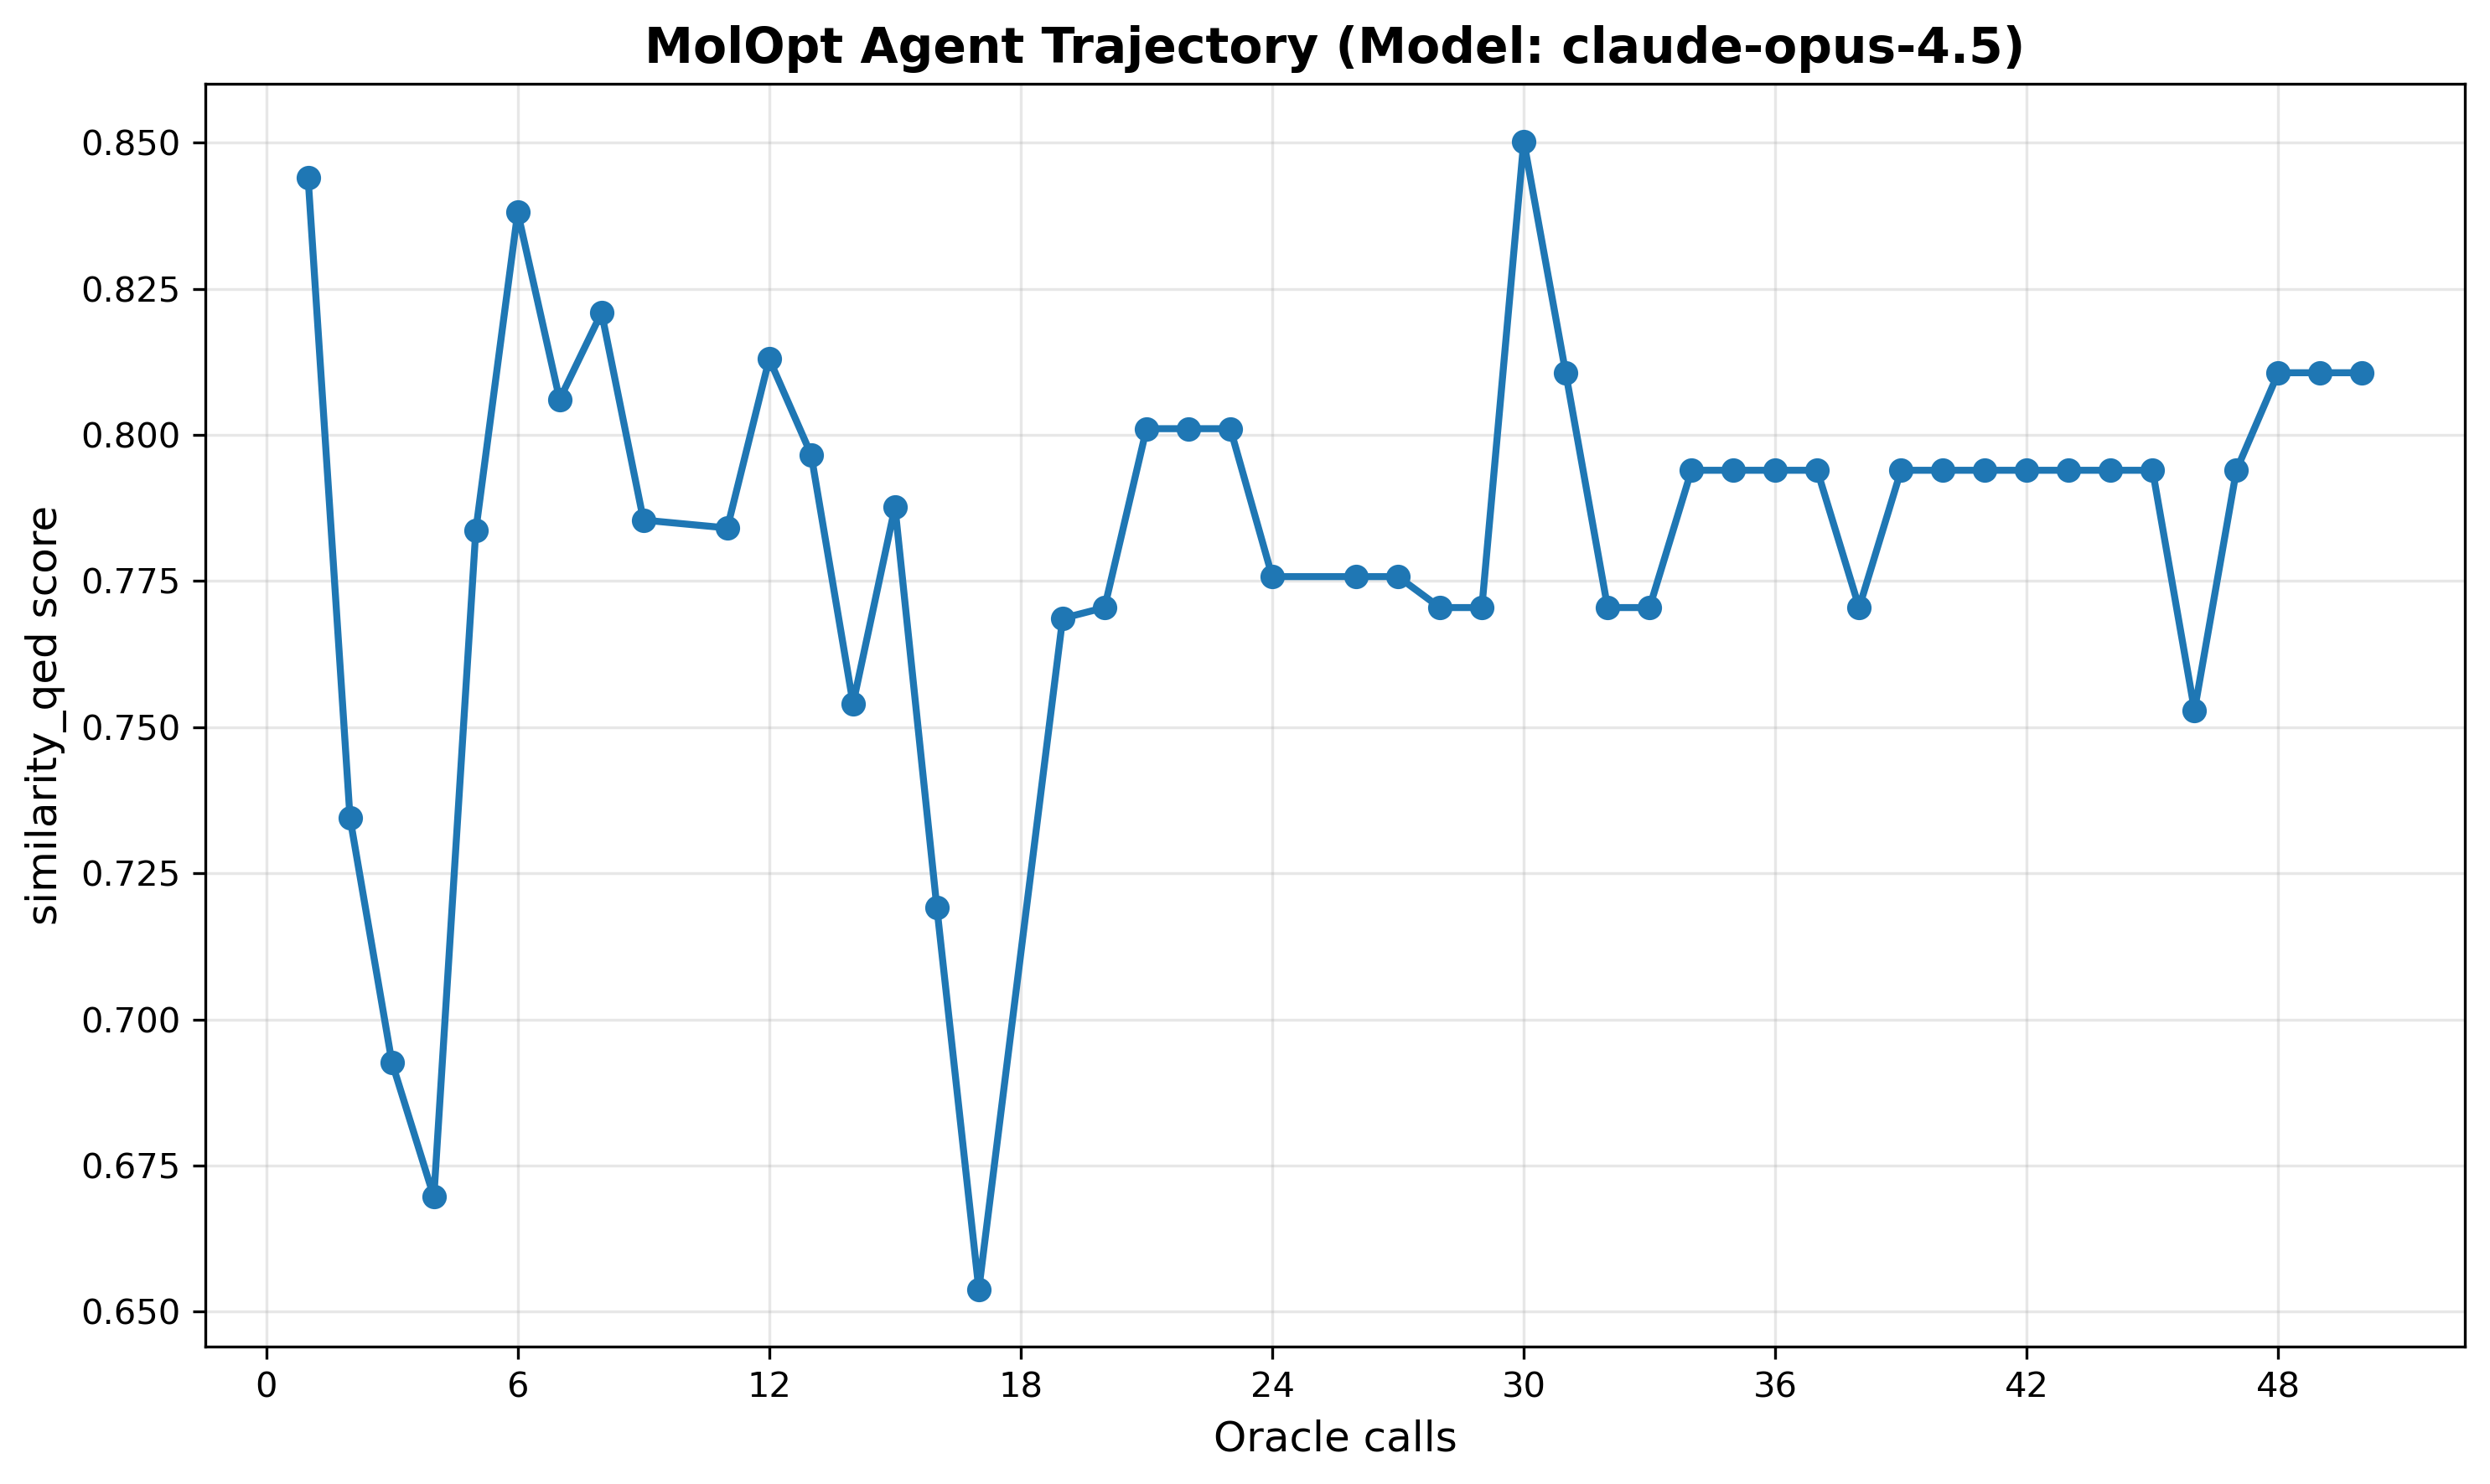 MolOpt Agent Trajectory (Model: claude-opus-4.5)
similarity_qed score
0.850
0.825
0.800
0.775
0.750
0.725
0.700
0.675
0.650
0 6 12 18 24 30 36 42 48
Oracle calls